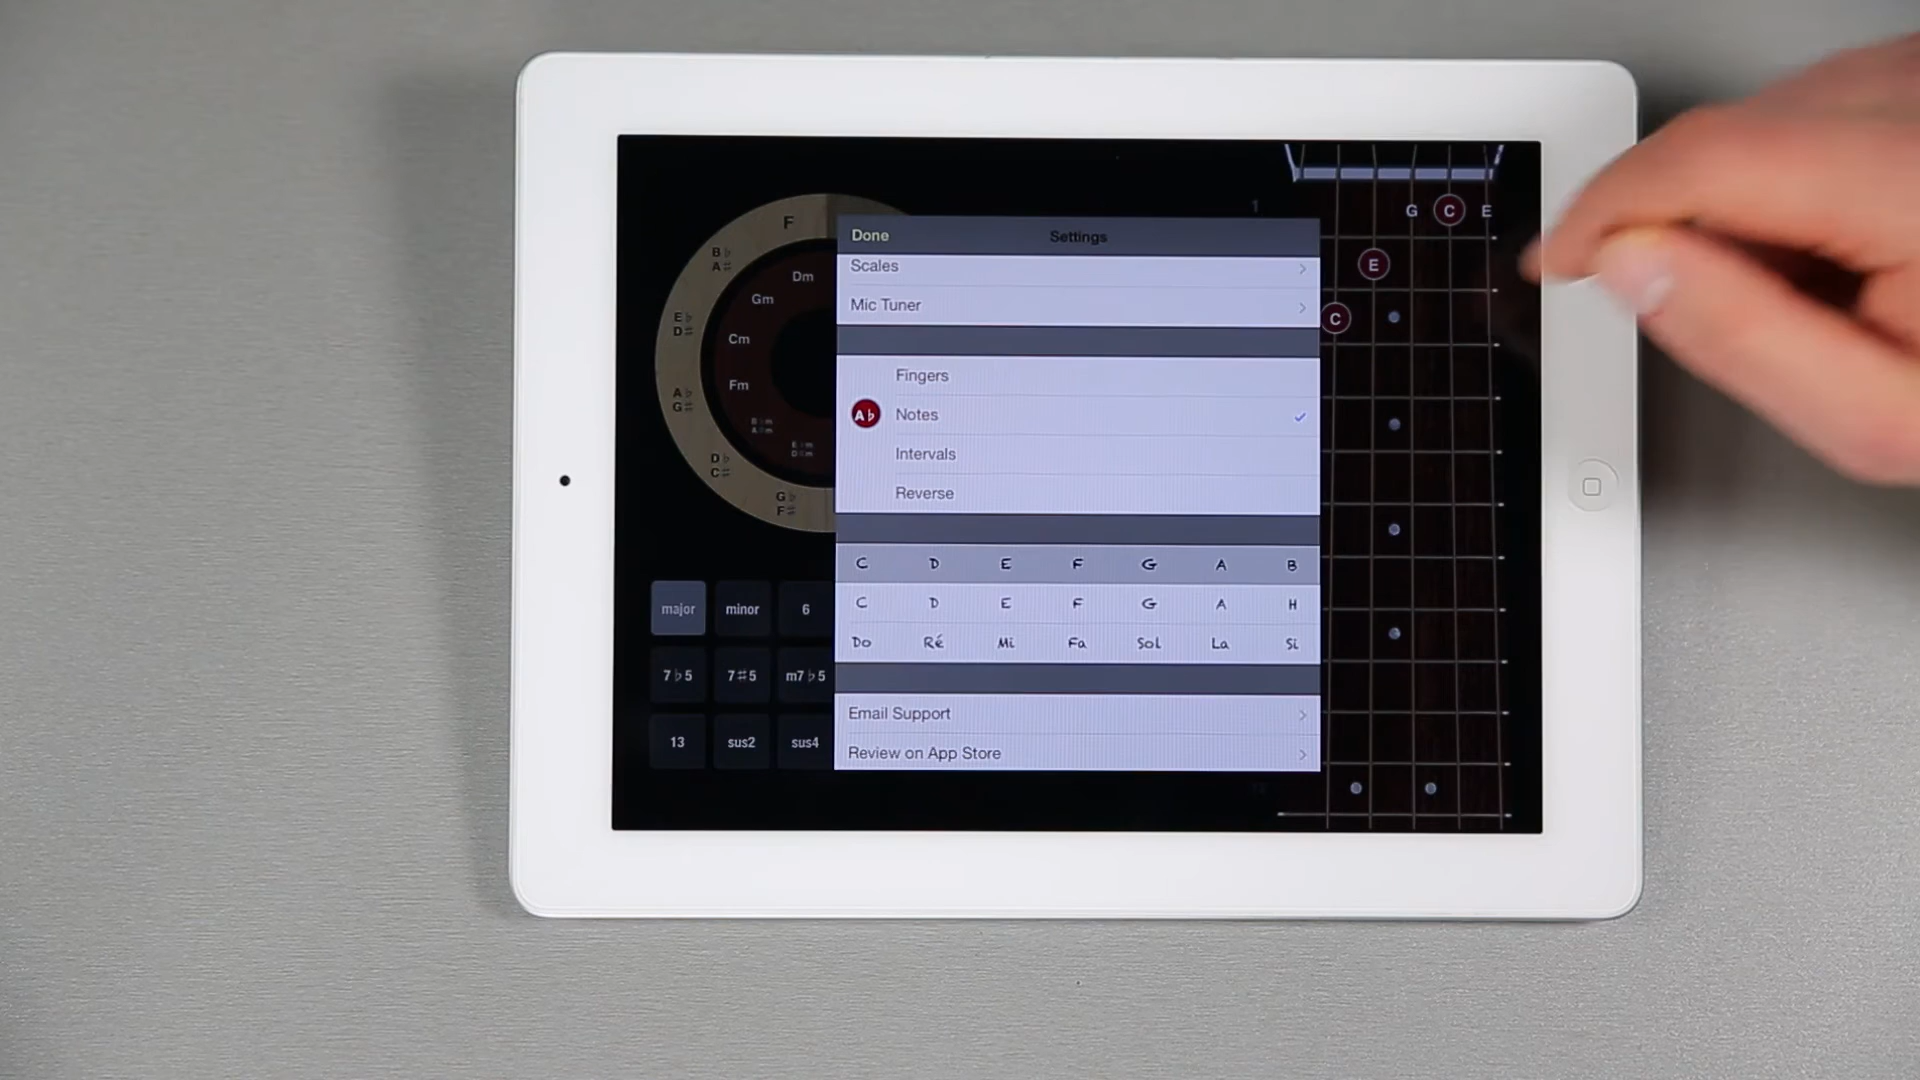 F
B♭
A♯
E♭
D♯
A♭
G♯
D♭
C♯
G♭
F♯
Dm
Gm
Cm
Fm
B♭m
A♯m
E♭m
D♯m
major minor 6
7♭5 7♯5 m7♭5
13 sus2 sus4
Done Settings
Scales
Mic Tuner
Fingers
A♭ Notes
Intervals
Reverse
C D E F G A B
C D E F G A H
Do Ré Mi Fa Sol La Si
Email Support
Review on App Store
1
G C E
E
C